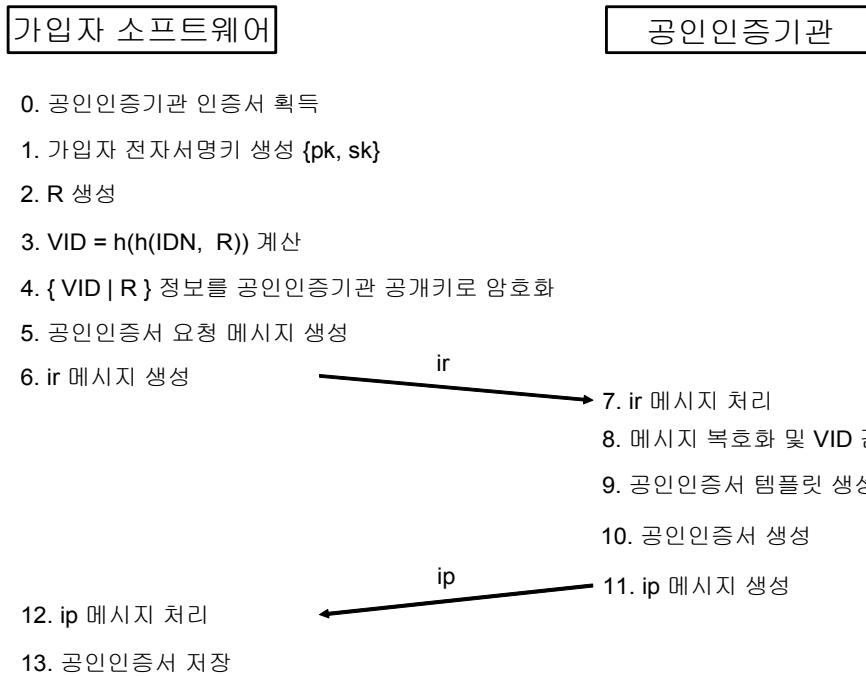 가입자 소프트웨어
공인인증기관
0. 공인인증기관 인증서 획득
1. 가입자 전자서명키 생성 {pk, sk}
2. R 생성
3. VID = h(h(IDN, R)) 계산
4. { VID | R } 정보를 공인인증기관 공개키로 암호화
5. 공인인증서 요청 메시지 생성
6. ir 메시지 생성
ir
7. ir 메시지 처리
8. 메시지 복호화 및 VID
9. 공인인증서 템플릿 생성
10. 공인인증서 생성
ip
11. ip 메시지 생성
12. ip 메시지 처리
13. 공인인증서 저장